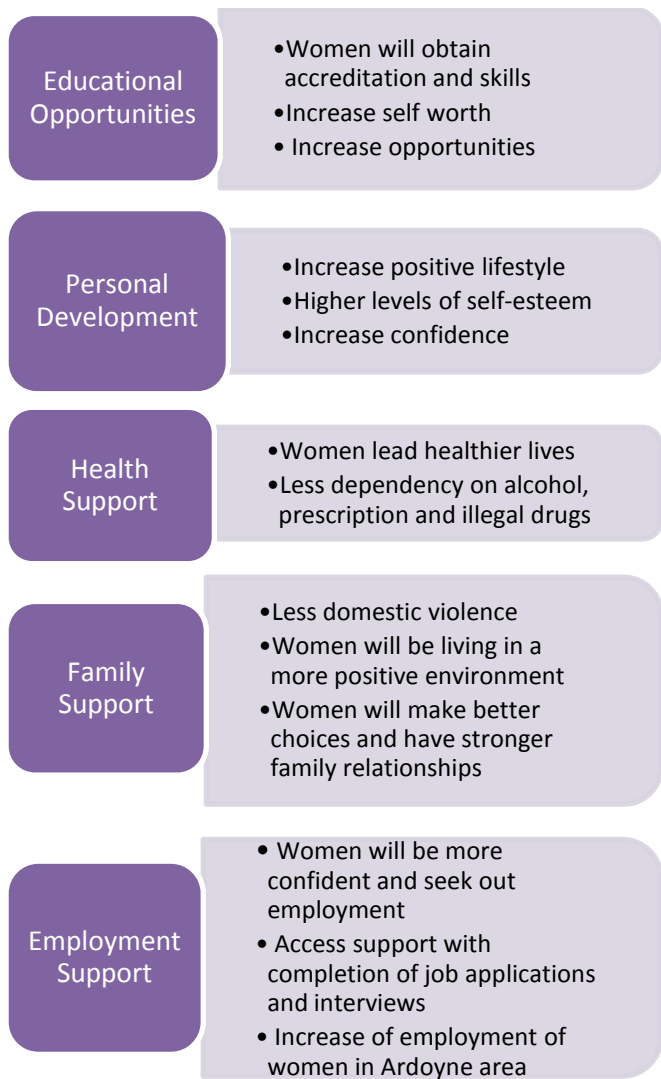 Educational
Opportunities
•Women will obtain
accreditation and skills
•Increase self worth
• Increase opportunities
Personal
Development
•Increase positive lifestyle
•Higher levels of self-esteem
•Increase confidence
Health
Support
•Women lead healthier lives
•Less dependency on alcohol,
prescription and illegal drugs
Family
Support
•Less domestic violence
•Women will be living in a
more positive environment
•Women will make better
choices and have stronger
family relationships
Employment
Support
• Women will be more
confident and seek out
employment
• Access support with
completion of job applications
and interviews
• Increase of employment of
women in Ardoyne area